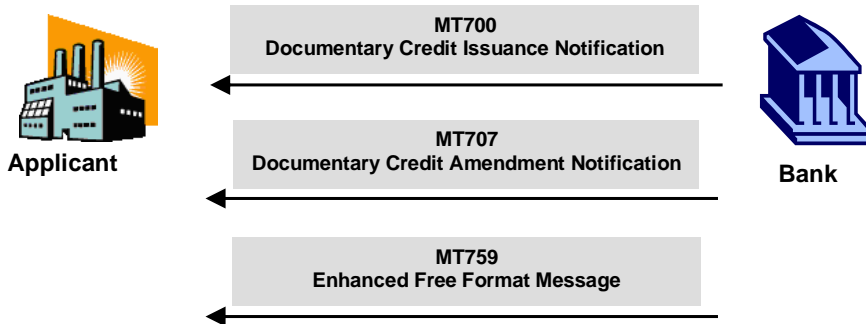 MT700
Documentary Credit Issuance Notification
Applicant
MT707
Documentary Credit Amendment Notification
Bank
MT759
Enhanced Free Format Message